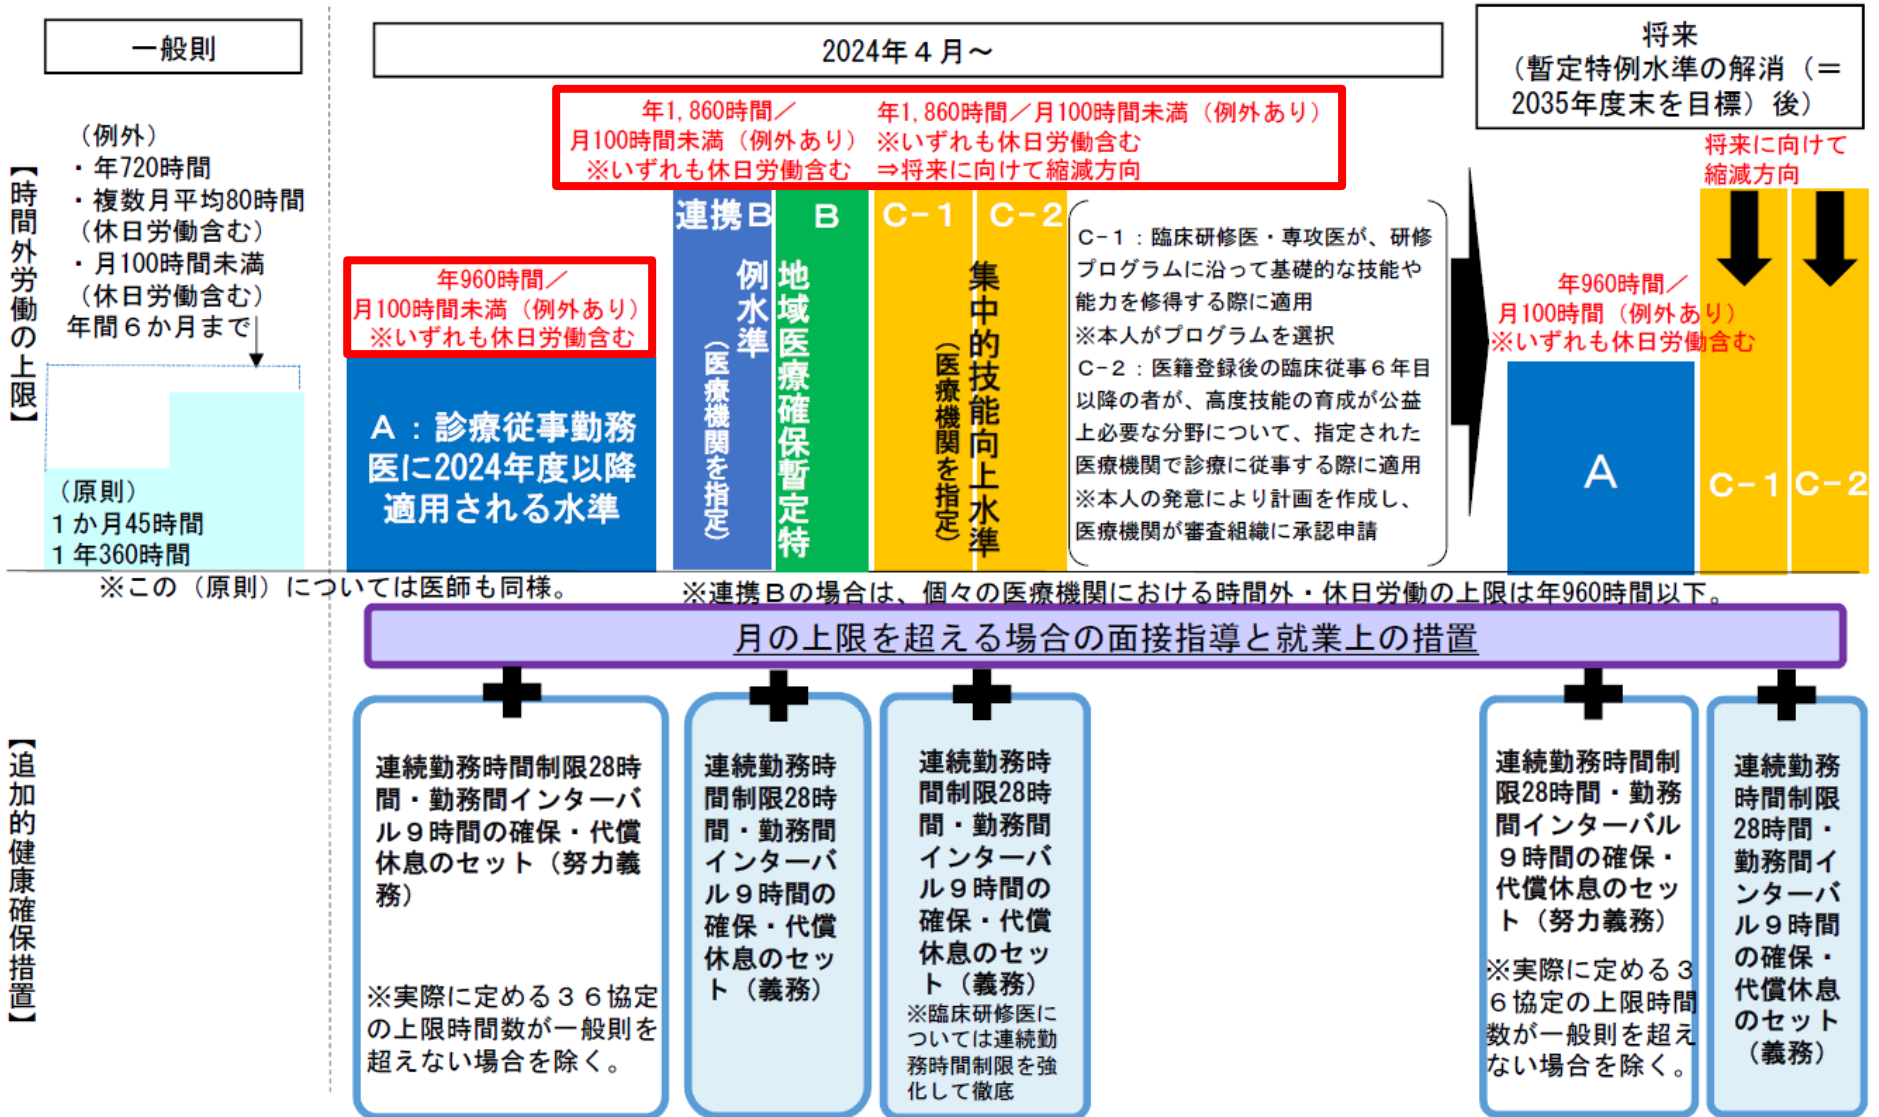 一般則
2024年４月～
将来
（暫定特例水準の解消（＝
2035年度末を目標）後）
【時間外労働の上限】
（例外）
・年720時間
・複数月平均80時間
（休日労働含む）
・月100時間未満
（休日労働含む）
年間６か月まで
（原則）
１か月45時間
１年360時間
年960時間／
月100時間未満（例外あり）
※いずれも休日労働含む
Ａ：診療従事勤務
医に2024年度以降
適用される水準
年1,860時間／
月100時間未満（例外あり）
※いずれも休日労働含む
年1,860時間／月100時間未満（例外あり）
※いずれも休日労働含む
⇒将来に向けて縮減方向
連携Ｂ
Ｂ
地域医療確保暫定特
例水準
（医療機関を指定）
Ｃ-１
Ｃ-２
集中的技能向上水準
（医療機関を指定）
Ｃ-１：臨床研修医・専攻医が、研修
プログラムに沿って基礎的な技能や
能力を修得する際に適用
※本人がプログラムを選択
Ｃ-２：医籍登録後の臨床従事６年目
以降の者が、高度技能の育成が公益
上必要な分野について、指定された
医療機関で診療に従事する際に適用
※本人の発意により計画を作成し、
医療機関が審査組織に承認申請
将来に向けて
縮減方向
年960時間／
月100時間（例外あり）
※いずれも休日労働含む
Ａ
Ｃ-１
Ｃ-２
※この（原則）については医師も同様。
※連携Ｂの場合は、個々の医療機関における時間外・休日労働の上限は年960時間以下。
月の上限を超える場合の面接指導と就業上の措置
【追加的健康確保措置】
連続勤務時間制限28時
間・勤務間インターバ
ル９時間の確保・代償
休息のセット（努力義
務）
※実際に定める３６協定
の上限時間数が一般則を
超えない場合を除く。
連続勤務時
間制限28時
間・勤務間
インターバ
ル９時間の
確保・代償
休息のセッ
ト（義務）
連続勤務時
間制限28時
間・勤務間
インターバ
ル９時間の
確保・代償
休息のセッ
ト（義務）
※臨床研修医に
ついては連続勤
務時間制限を強
化して徹底
連続勤務時間制
限28時間・勤務
間インターバル
９時間の確保・
代償休息のセッ
ト（努力義務）
※実際に定める３
６協定の上限時間
数が一般則を超え
ない場合を除く。
連続勤務
時間制限
28時間・
勤務間イ
ンターバ
ル９時間
の確保・
代償休息
のセット
（義務）